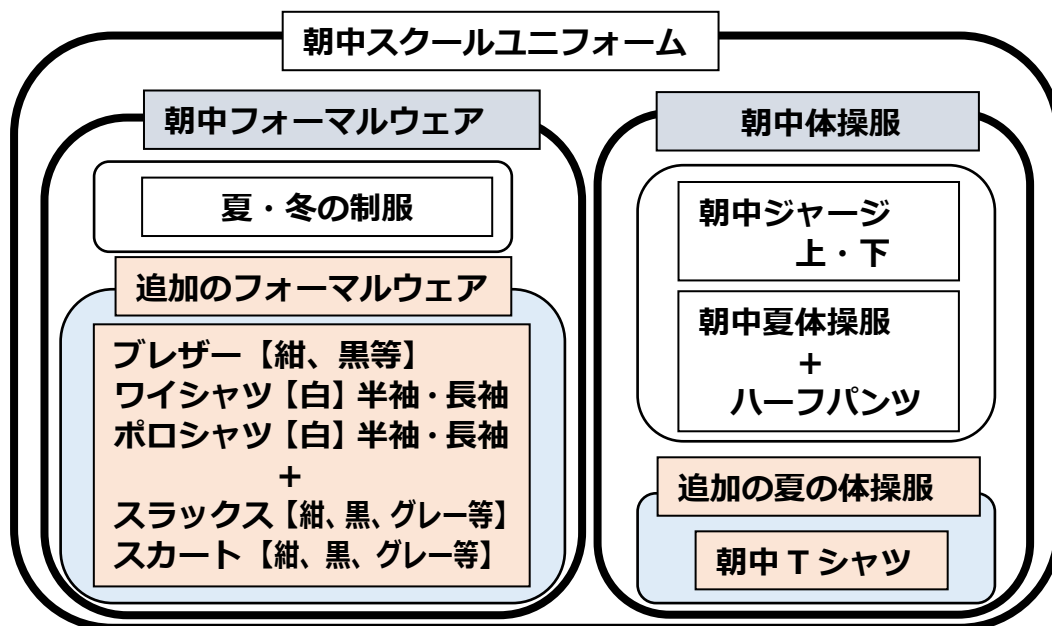 朝中スクールユニフォーム
朝中フォーマルウェア
夏・冬の制服
追加のフォーマルウェア
ブレザー【紺、黒等】
ワイシャツ【白】半袖・長袖
ポロシャツ【白】半袖・長袖
+
スラックス【紺、黒、グレー等】
スカート【紺、黒、グレー等】
朝中体操服
朝中ジャージ
上・下
朝中夏体操服
+
ハーフパンツ
追加の夏の体操服
朝中Tシャツ